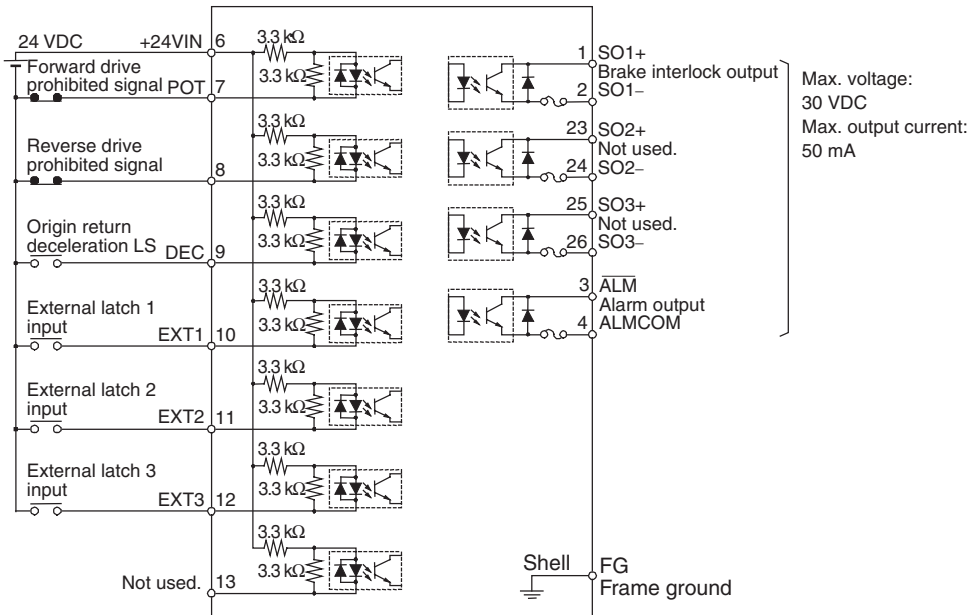 24 VDC +24VIN 6 3.3 kΩ
Forward drive
prohibited signal POT 7 3.3 kΩ
3.3 kΩ
Reverse drive
prohibited signal 8 3.3 kΩ
3.3 kΩ
Origin return
deceleration LS DEC 9 3.3 kΩ
3.3 kΩ
External latch 1
input EXT1 10 3.3 kΩ
3.3 kΩ
External latch 2
input EXT2 11 3.3 kΩ
3.3 kΩ
External latch 3
input EXT3 12 3.3 kΩ
3.3 kΩ
Not used. 13 3.3 kΩ
1 SO1+
Brake interlock output
2 SO1−
23 SO2+
Not used.
24 SO2−
25 SO3+
Not used.
26 SO3−
3 ALM
Alarm output
4 ALMCOM
Max. voltage:
30 VDC
Max. output current:
50 mA
Shell FG
Frame ground